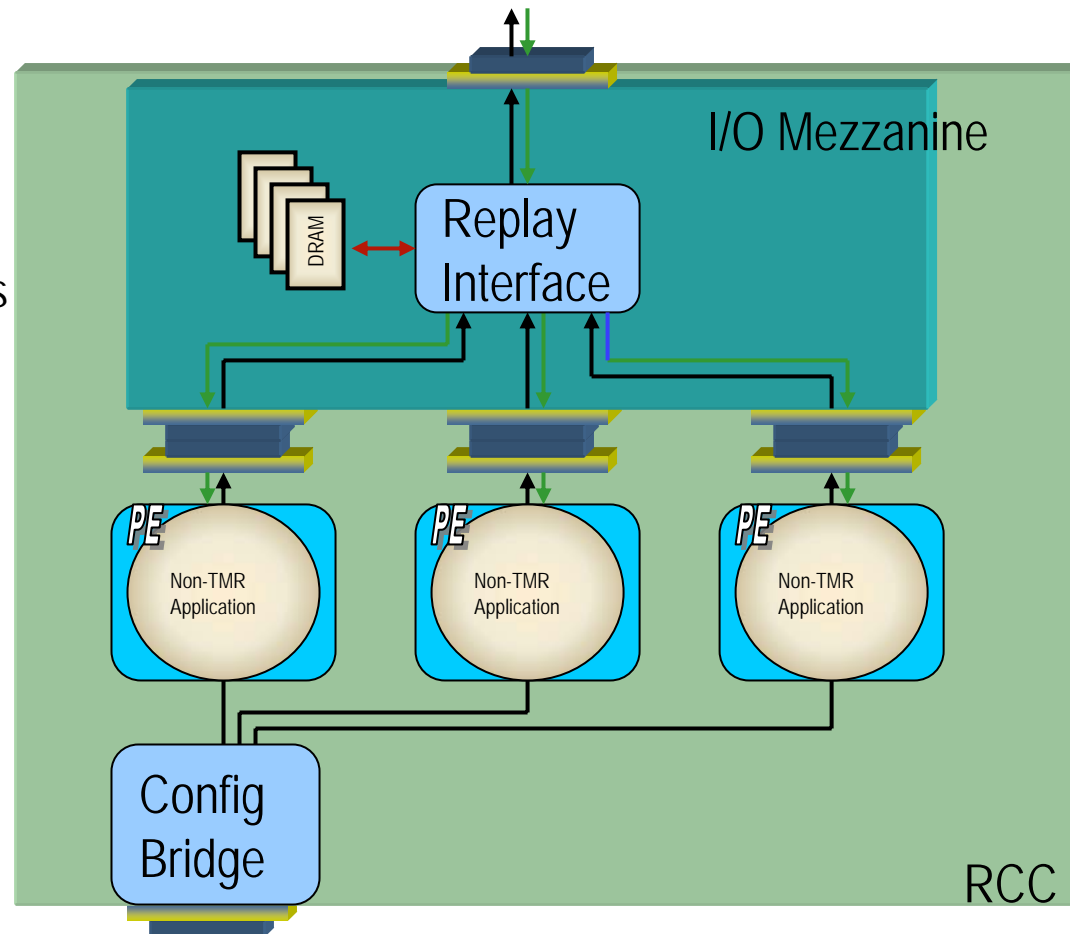 I/O Mezzanine
Replay
Interface
DRAM
s
PE
Non-TMR
Application
PE
Non-TMR
Application
PE
Non-TMR
Application
Config
Bridge
RCC